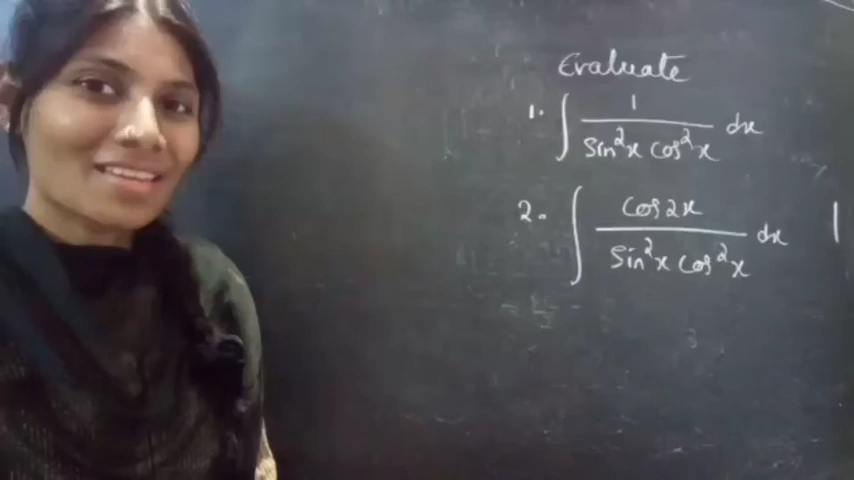 Evaluate
1. ∫ 1 / (sin²x cos²x) dx
2. ∫ cos2x / (sin²x cos²x) dx